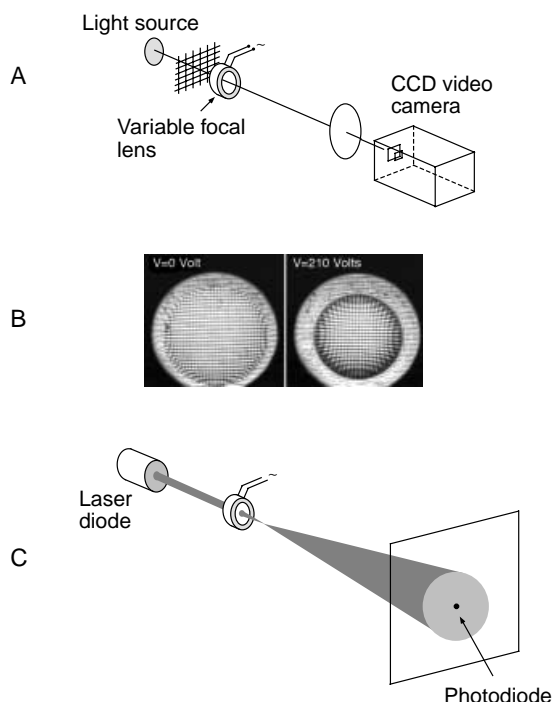 Light source
A
CCD video
camera
Variable focal
lens
~
V=0 Volt
V=210 Volts
B
~
Laser
diode
C
Photodiode